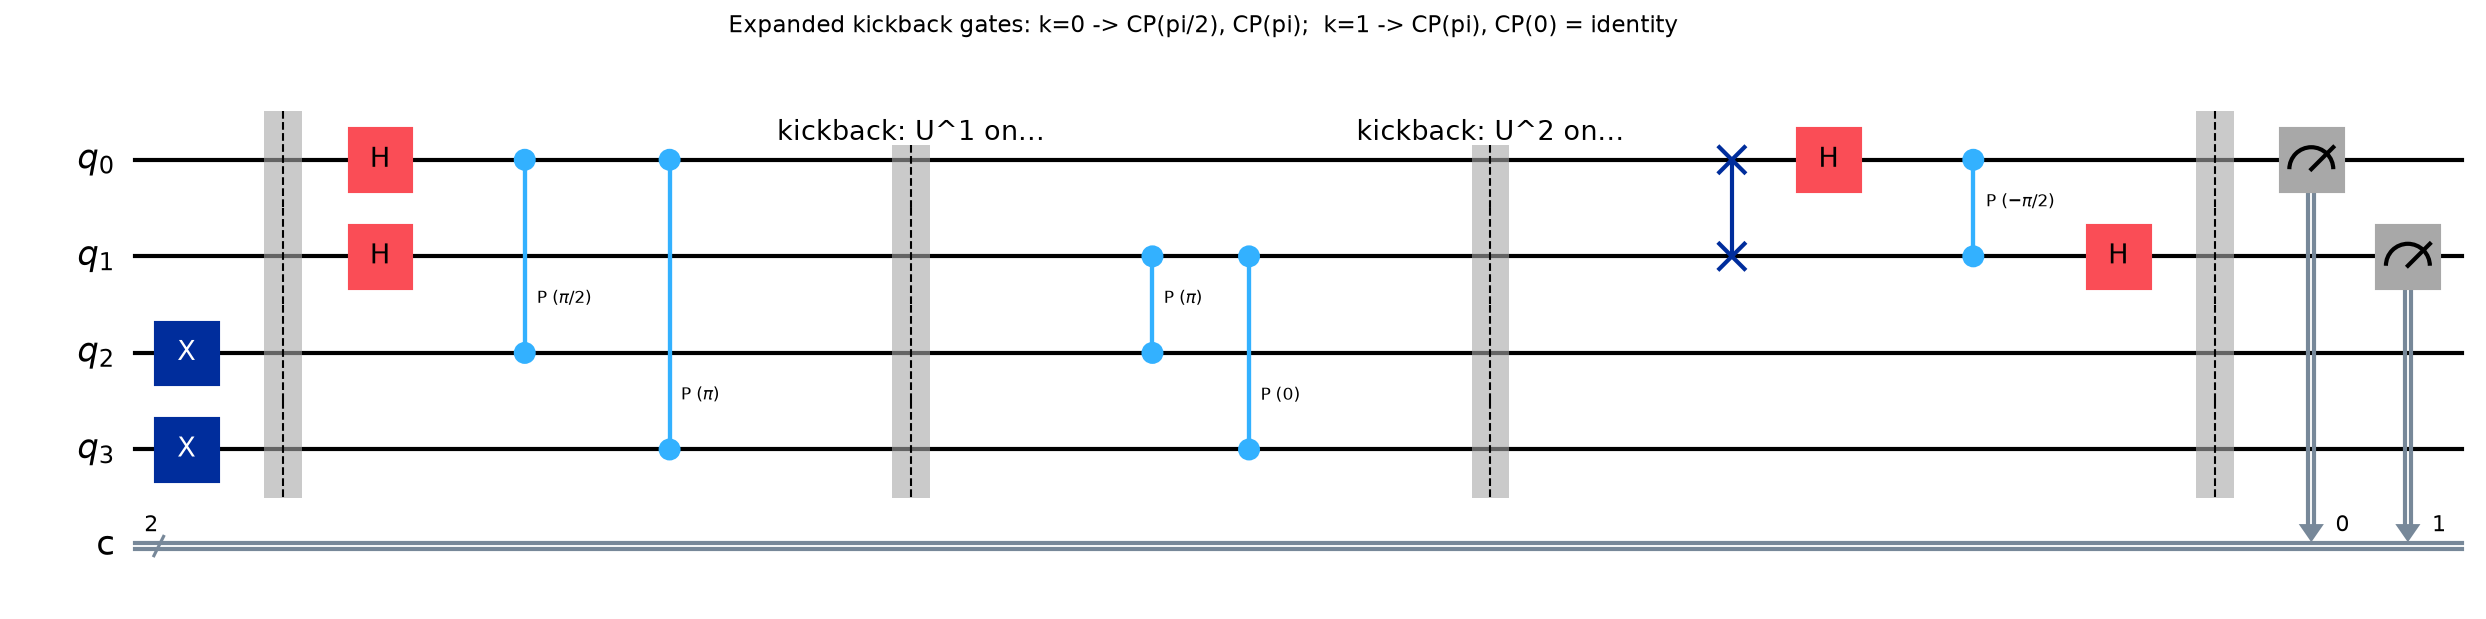 Expanded kickback gates: k=0 -> CP(pi/2), CP(pi);  k=1 -> CP(pi), CP(0) = identity
kickback: U^1 on... kickback: U^2 on...
q0 H H
P (−π/2)
q1 H H
P (π/2) P (π)
q2 X
P (π) P (0)
q3 X
2 0 1
c